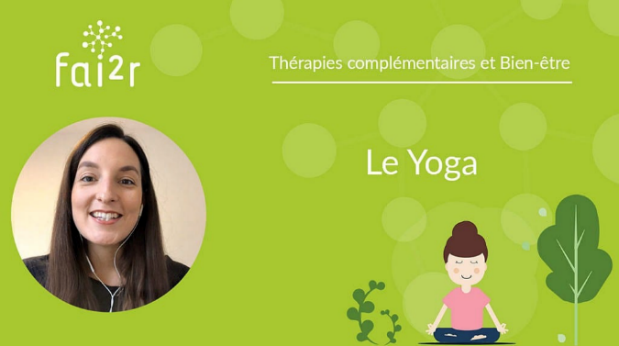 fai2r
Thérapies complémentaires et Bien-être
Le Yoga